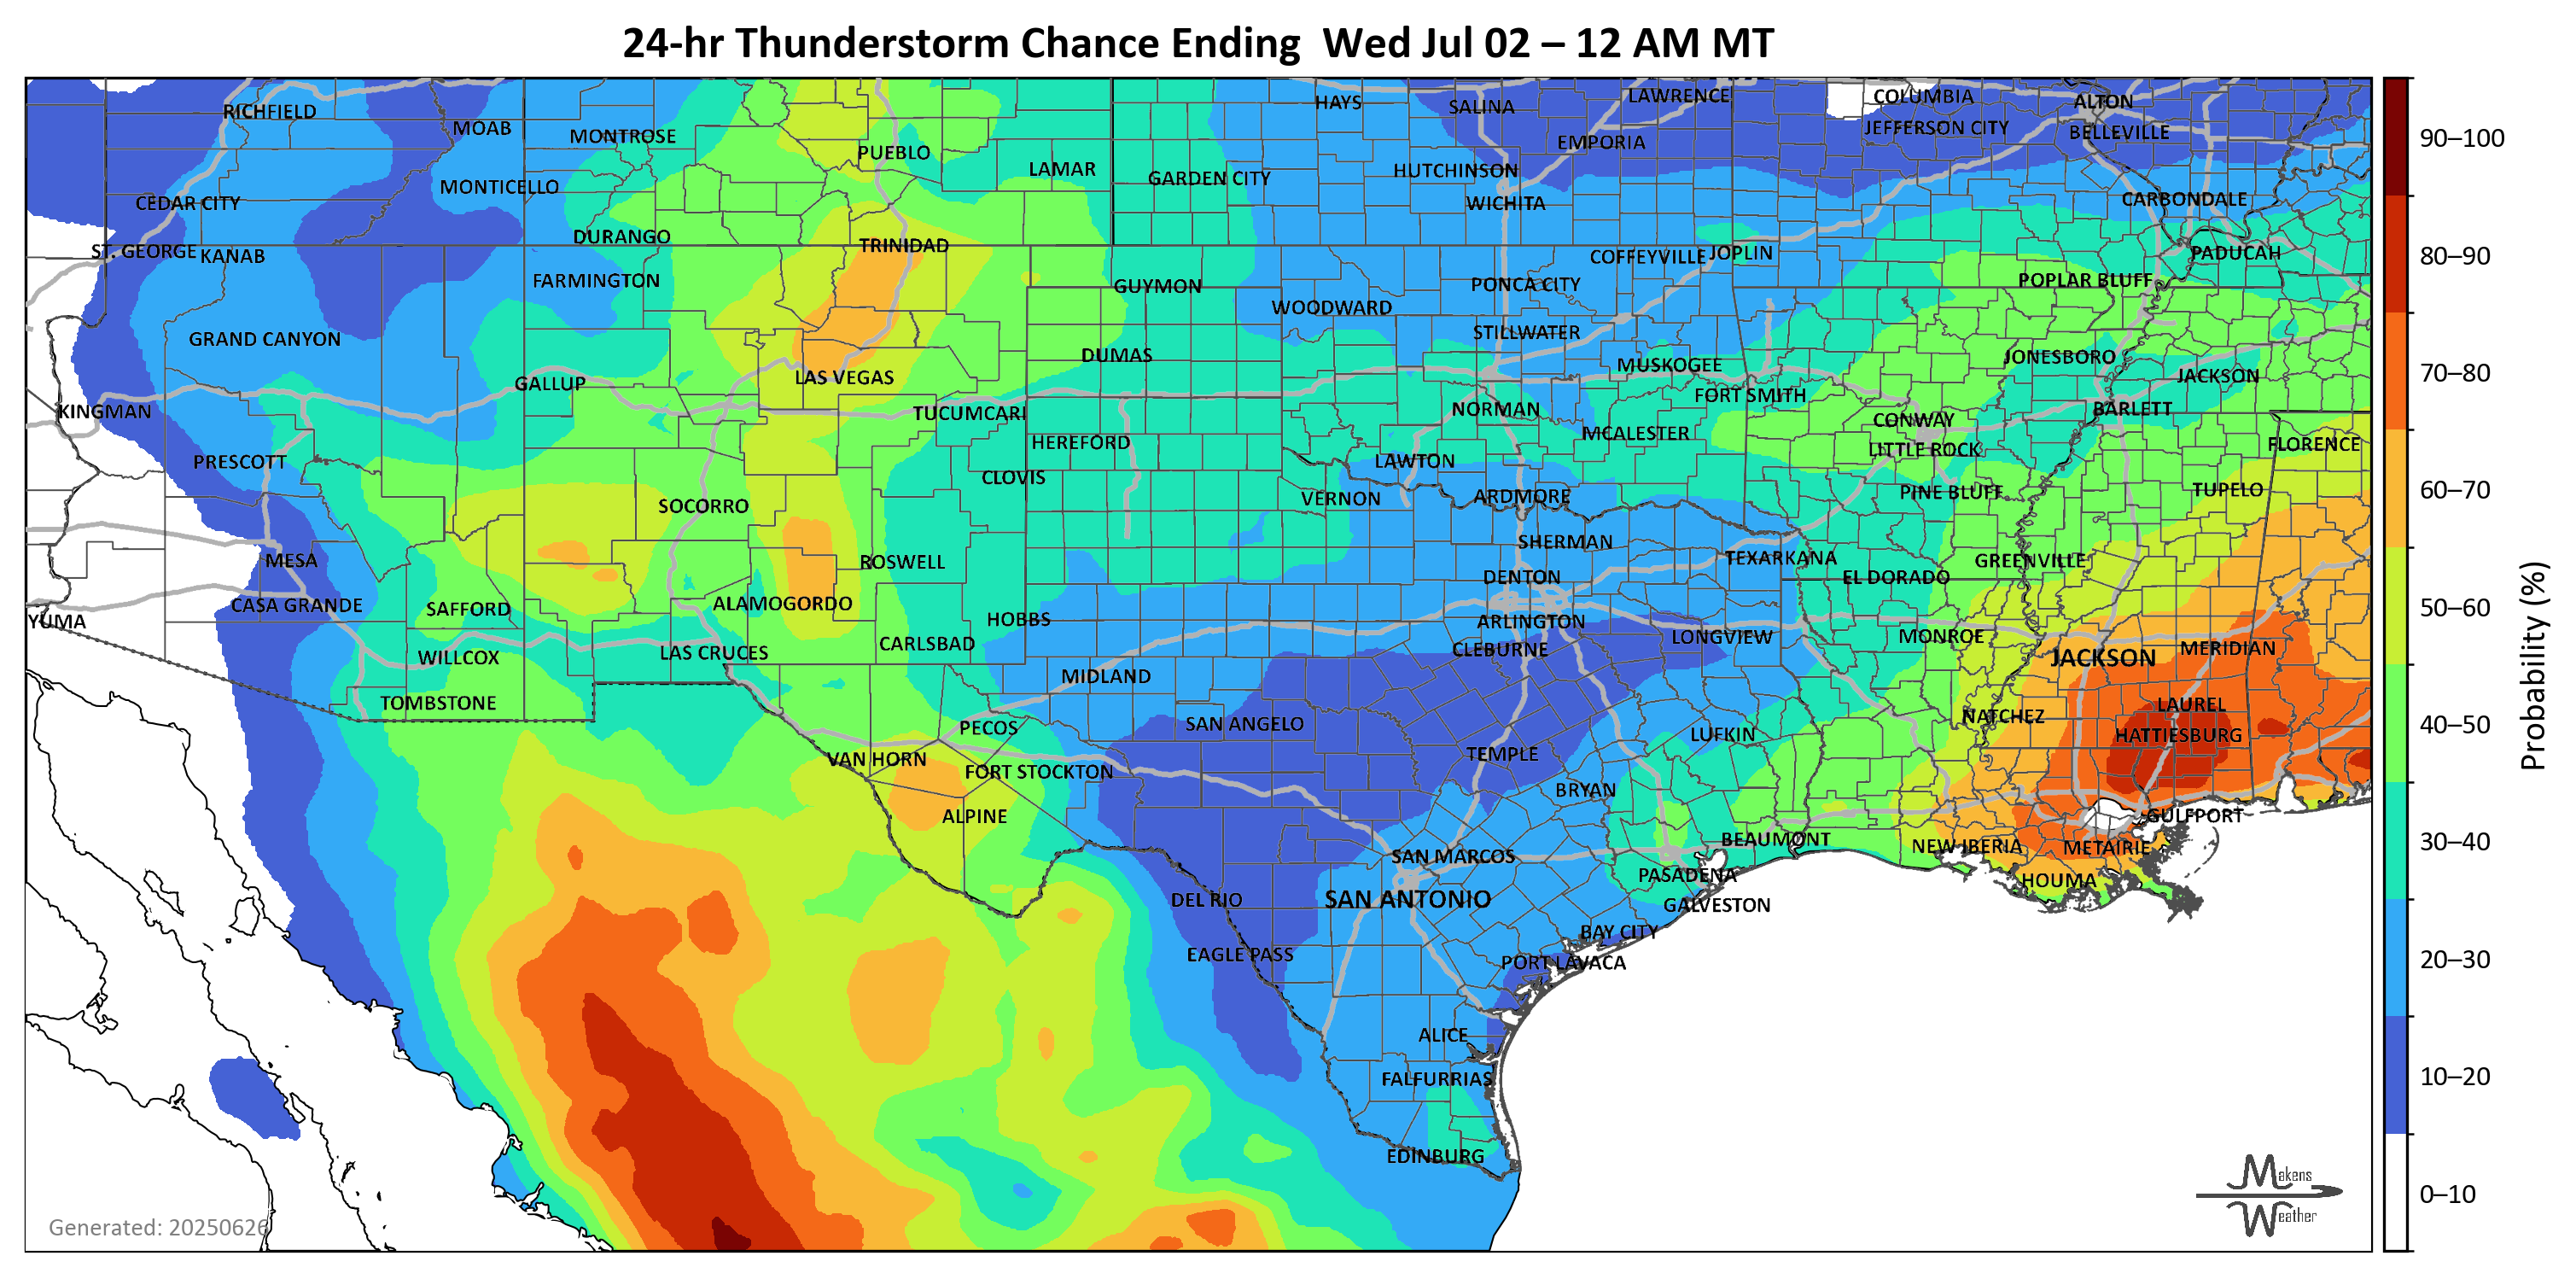 24-hr Thunderstorm Chance Ending  Wed Jul 02 – 12 AM MT
RICHFIELD
MOAB
MONTROSE
PUEBLO
LAMAR
GARDEN CITY
HAYS
SALINA
LAWRENCE
EMPORIA
HUTCHINSON
WICHITA
COLUMBIA
JEFFERSON CITY
ALTON
BELLEVILLE
CARBONDALE
PADUCAH
MONTICELLO
CEDAR CITY
ST. GEORGE
KANAB
DURANGO
TRINIDAD
FARMINGTON
GUYMON
WOODWARD
PONCA CITY
COFFEYVILLE
JOPLIN
POPLAR BLUFF
GRAND CANYON
STILLWATER
DUMAS
MUSKOGEE
JONESBORO
JACKSON
GALLUP
LAS VEGAS
KINGMAN
TUCUMCARI
NORMAN
FORT SMITH
BARLETT
CONWAY
HEREFORD
MCALESTER
LITTLE ROCK
FLORENCE
PRESCOTT
CLOVIS
LAWTON
VERNON
ARDMORE
PINE BLUFF
TUPELO
SOCORRO
SHERMAN
MESA
ROSWELL
TEXARKANA
GREENVILLE
DENTON
EL DORADO
CASA GRANDE
SAFFORD
ALAMOGORDO
YUMA
HOBBS
ARLINGTON
CARLSBAD
CLEBURNE
LONGVIEW
MONROE
WILLCOX
LAS CRUCES
JACKSON
MERIDIAN
MIDLAND
TOMBSTONE
LAUREL
PECOS
SAN ANGELO
NATCHEZ
LUFKIN
HATTIESBURG
VAN HORN
FORT STOCKTON
TEMPLE
BRYAN
ALPINE
GULFPORT
BEAUMONT
NEW IBERIA
METAIRIE
SAN MARCOS
PASADENA
HOUMA
DEL RIO
SAN ANTONIO
GALVESTON
BAY CITY
EAGLE PASS
PORT LAVACA
ALICE
FALFURRIAS
EDINBURG
Generated: 20250626
Makens
Weather
90–100
80–90
70–80
60–70
50–60
40–50
30–40
20–30
10–20
0–10
Probability (%)